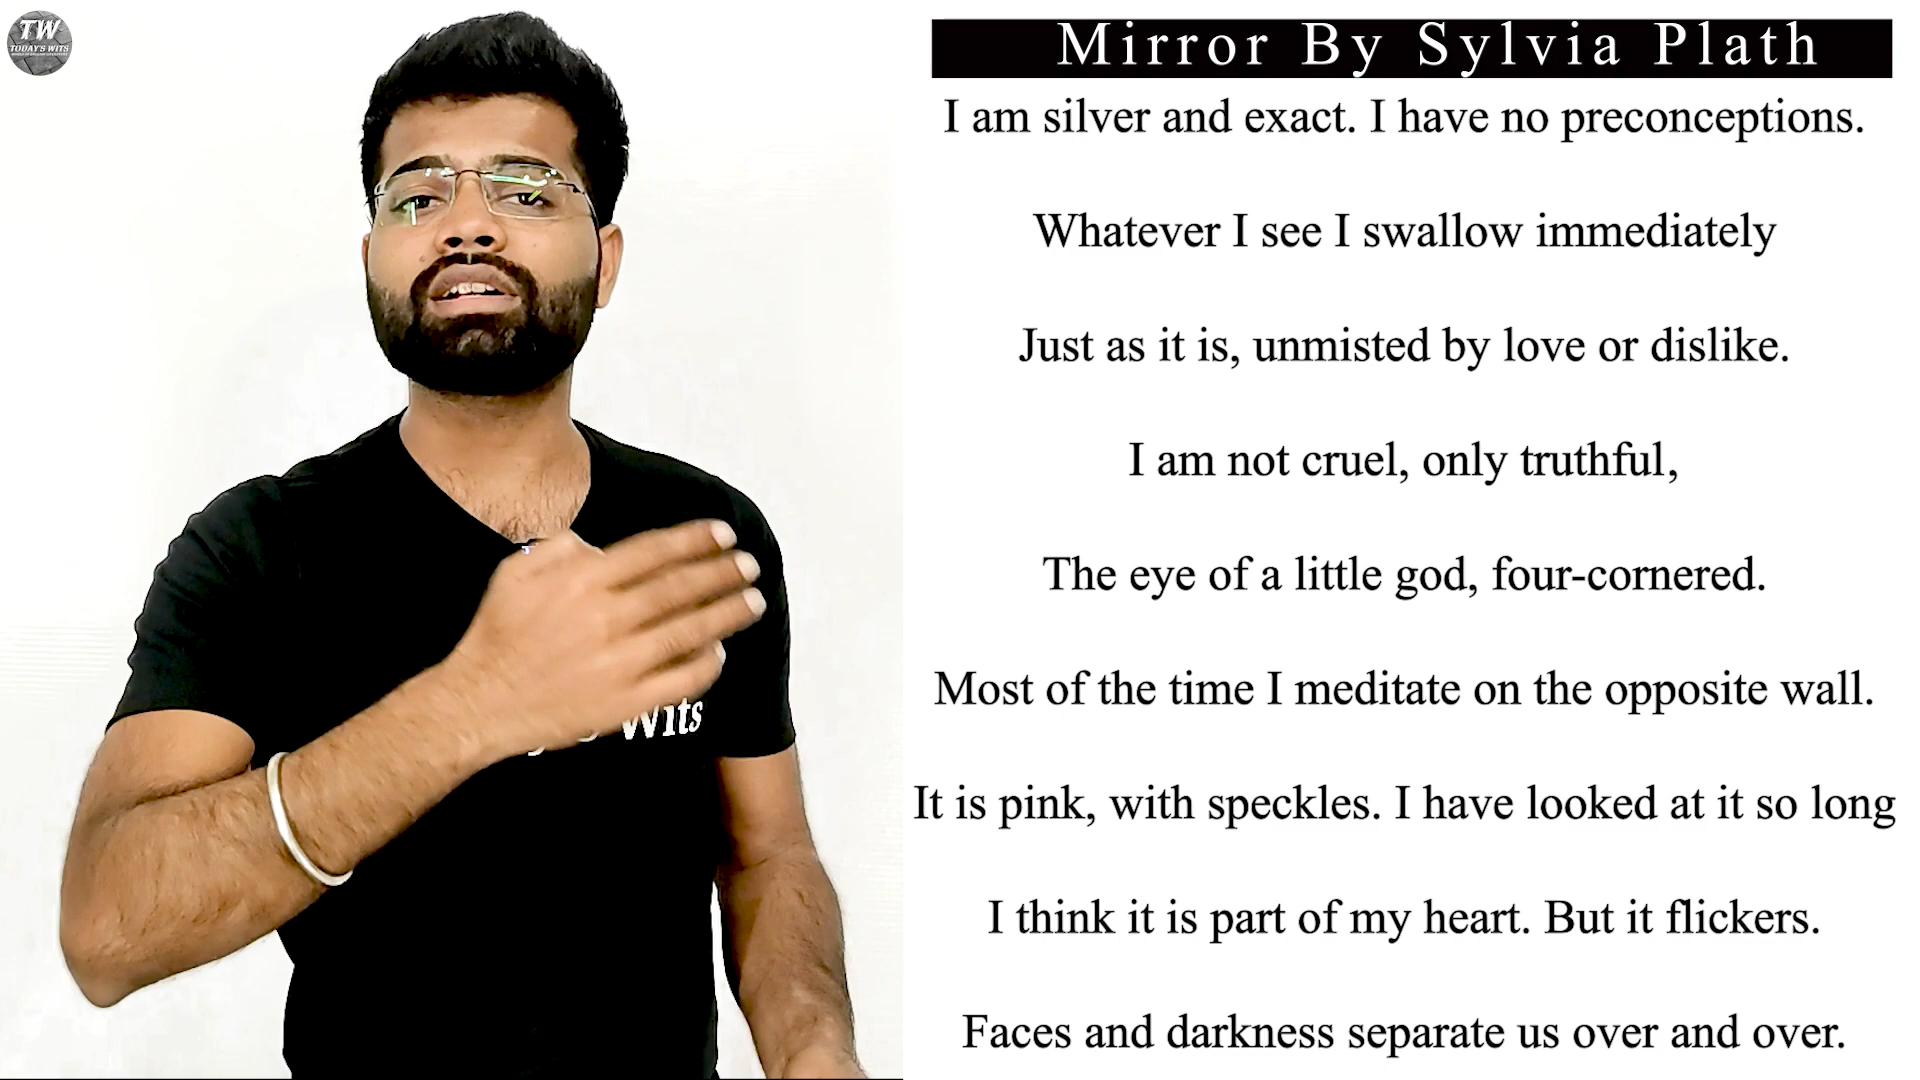 TW
TODAY'S WITS
Mirror By Sylvia Plath
I am silver and exact. I have no preconceptions.
Whatever I see I swallow immediately
Just as it is, unmisted by love or dislike.
I am not cruel, only truthful,
The eye of a little god, four-cornered.
Most of the time I meditate on the opposite wall.
It is pink, with speckles. I have looked at it so long
I think it is part of my heart. But it flickers.
Faces and darkness separate us over and over.
Wits